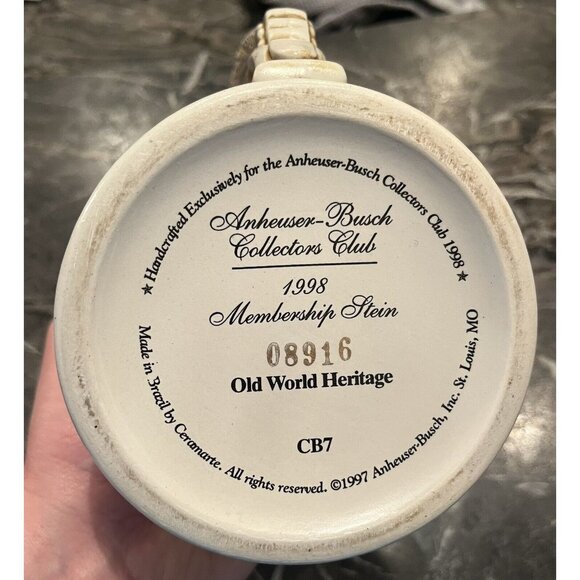 ★ Handcrafted Exclusively for the Anheuser-Busch Collectors Club 1998 ★
Anheuser-Busch
Collectors Club
1998
Membership Stein
08916
Old World Heritage
CB7
Made in Brazil by Ceramarte. All rights reserved. ©1997 Anheuser-Busch, Inc. St. Louis, MO